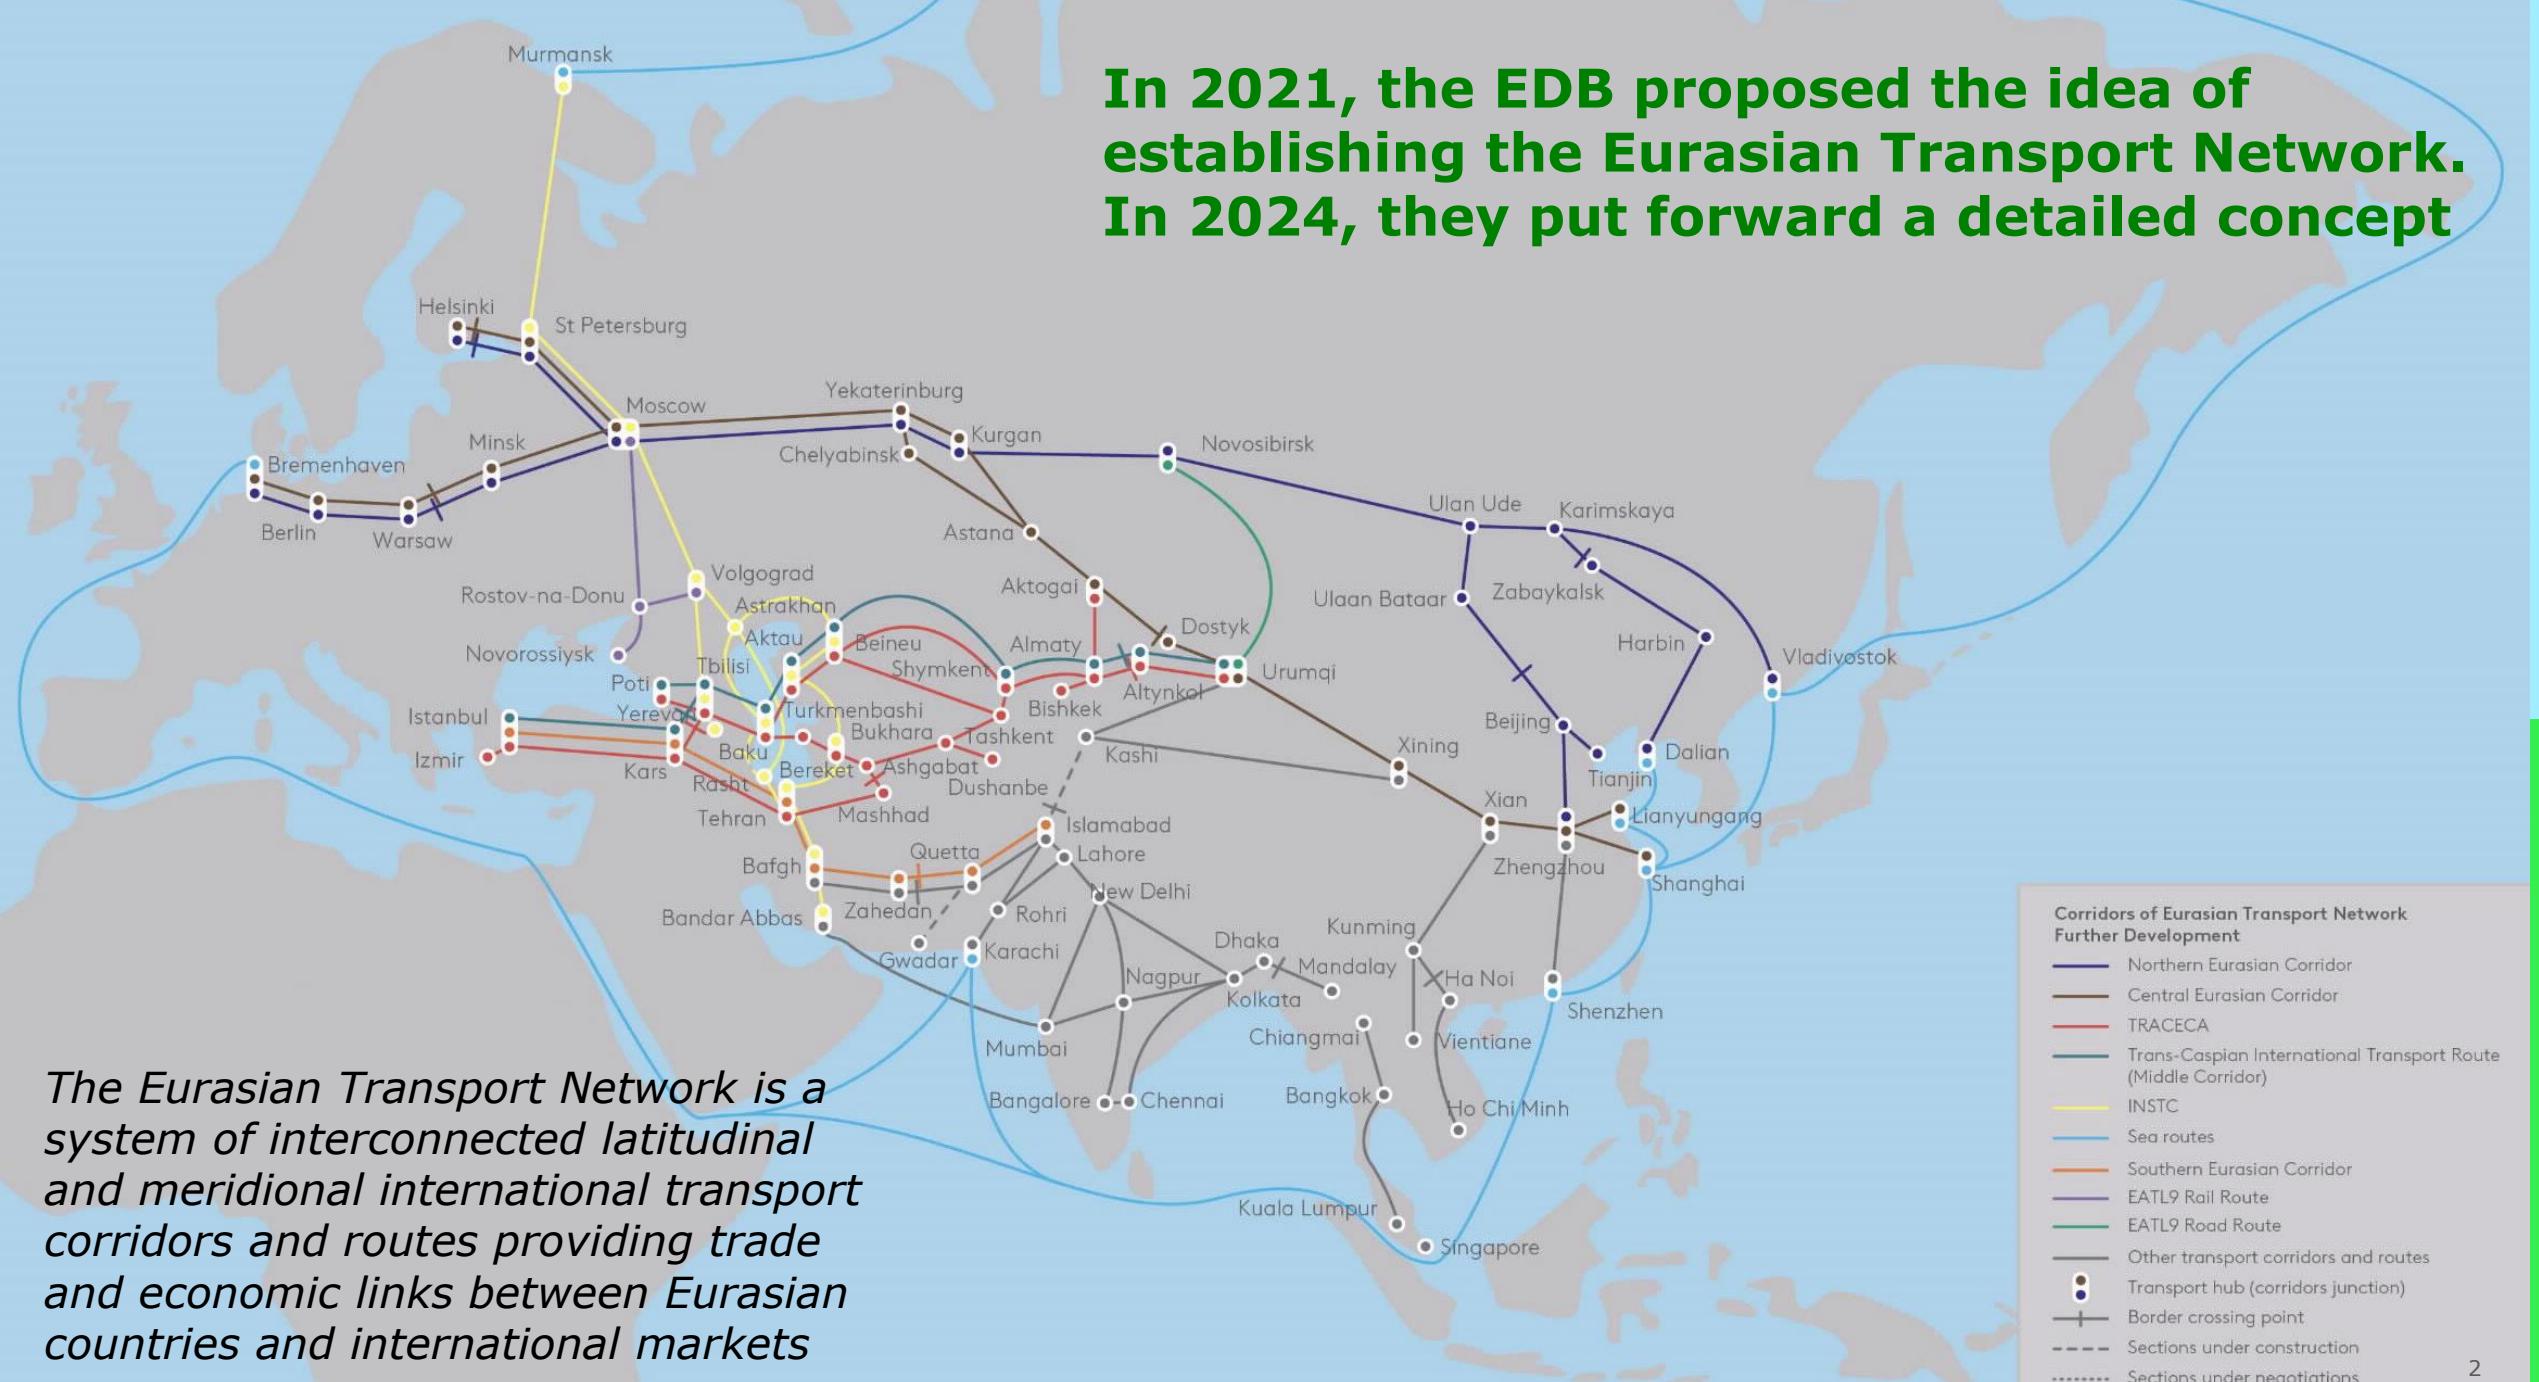 In 2021, the EDB proposed the idea of
establishing the Eurasian Transport Network.
In 2024, they put forward a detailed concept
Murmansk
Helsinki
St Petersburg
Moscow
Yekaterinburg
Minsk
Kurgan
Novosibirsk
Chelyabinsk
Bremenhaven
Berlin
Warsaw
Astana
Ulan Ude
Karimskaya
Volgograd
Rostov-na-Donu
Astrakhan
Aktogai
Ulaan Bataar
Zabaykalsk
Aktau
Beineu
Almaty
Dostyk
Harbin
Novorossiysk
Tbilisi
Shymkent
Urumqi
Vladivostok
Poti
Altynkol
Istanbul
Yerevan
Turkmenbashi
Bishkek
Beijing
Baku
Bukhara
Tashkent
Izmir
Kars
Rasht
Bereket
Ashgabat
Kashi
Xining
Dalian
Tianjin
Dushanbe
Tehran
Mashhad
Xian
Lianyungang
Islamabad
Bafgh
Quetta
Lahore
Zhengzhou
Shanghai
New Delhi
Bandar Abbas
Zahedan
Rohri
Kunming
Gwadar
Karachi
Dhaka
Mandalay
Ha Noi
Nagpur
Kolkata
Shenzhen
Mumbai
Chiangmai
Vientiane
Bangalore
Chennai
Bangkok
Ho Chi Minh
Kuala Lumpur
Singapore
The Eurasian Transport Network is a
system of interconnected latitudinal
and meridional international transport
corridors and routes providing trade
and economic links between Eurasian
countries and international markets
Corridors of Eurasian Transport Network
Further Development
Northern Eurasian Corridor
Central Eurasian Corridor
TRACECA
Trans-Caspian International Transport Route
(Middle Corridor)
INSTC
Sea routes
Southern Eurasian Corridor
EATL9 Rail Route
EATL9 Road Route
Other transport corridors and routes
Transport hub (corridors junction)
Border crossing point
Sections under construction
Sections under negotiations
2